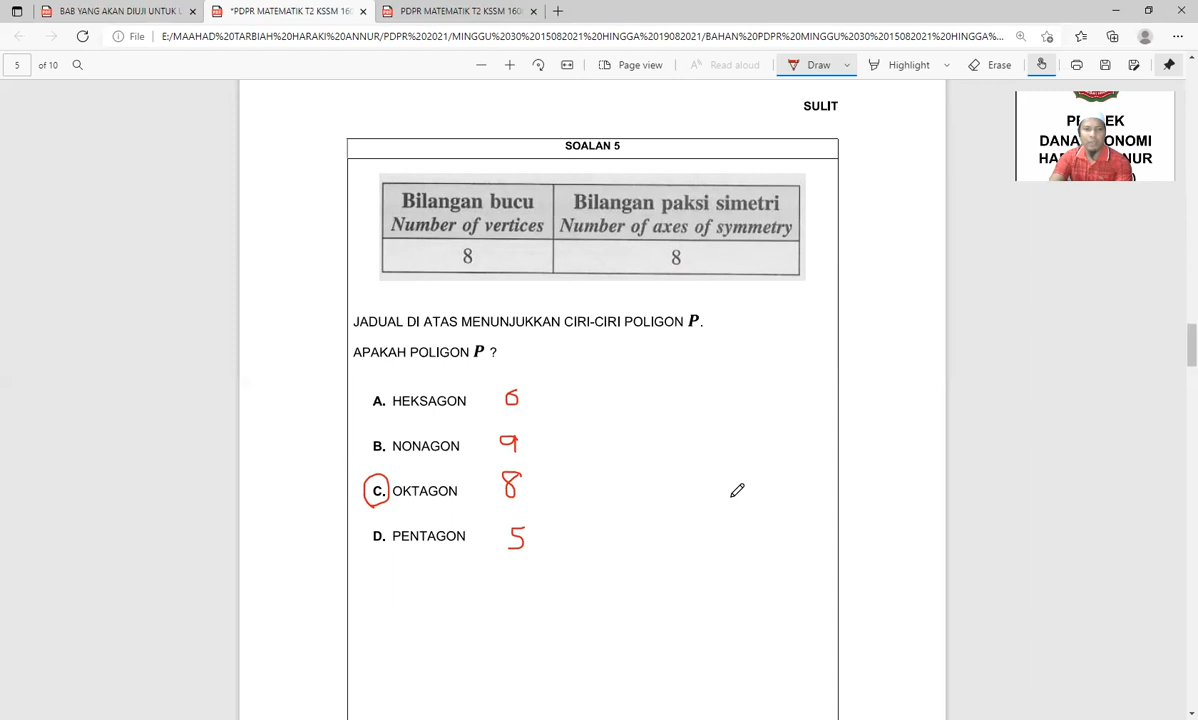 BAB YANG AKAN DIUJI UNTUK U
*PDPR MATEMATIK T2 KSSM 160
PDPR MATEMATIK T2 KSSM 160
File
E:/MAAHAD%20TARBIAH%20HARAKI%20ANNUR/PDPR%202021/MINGGU%2030%2015082021%20HINGGA%2019082021/BAHAN%20PDPR%20MINGGU%2030%2015082021%20HINGGA%...
5 of 10
Page view
Read aloud
Draw
Highlight
Erase
SULIT
SOALAN 5
Bilangan bucu Bilangan paksi simetri
Number of vertices Number of axes of symmetry
8 8
JADUAL DI ATAS MENUNJUKKAN CIRI-CIRI POLIGON P.
APAKAH POLIGON P ?
A. HEKSAGON 6
B. NONAGON 9
C. OKTAGON 8
D. PENTAGON 5